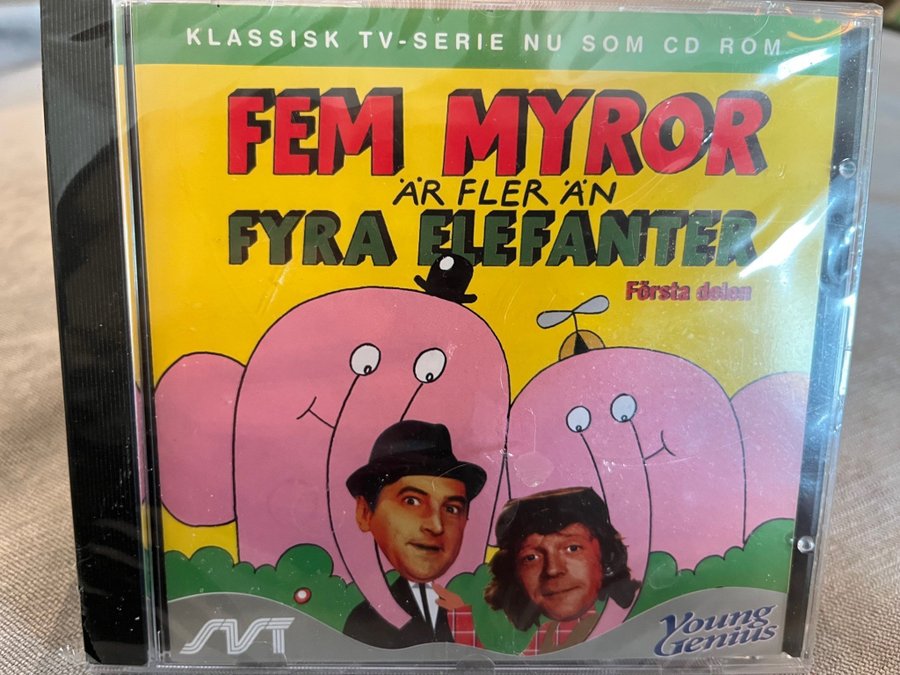 KLASSISK TV-SERIE NU SOM CD ROM
FEM MYROR
ÄR FLER ÄN
FYRA ELEFANTER
Första delen
SVT
Young
Genius